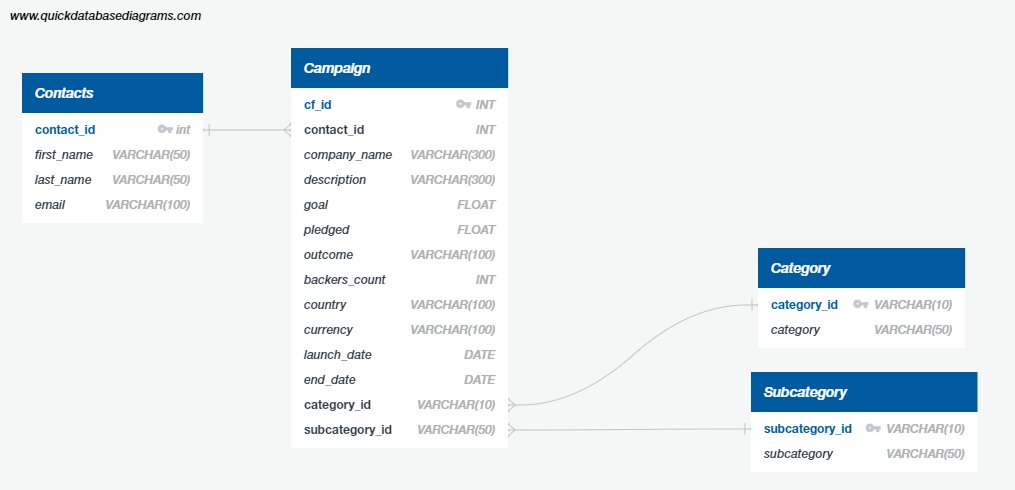 www.quickdatabasediagrams.com
Contacts
contact_id int
first_name VARCHAR(50)
last_name VARCHAR(50)
email VARCHAR(100)
Campaign
cf_id INT
contact_id INT
company_name VARCHAR(300)
description VARCHAR(300)
goal FLOAT
pledged FLOAT
outcome VARCHAR(100)
backers_count INT
country VARCHAR(100)
currency VARCHAR(100)
launch_date DATE
end_date DATE
category_id VARCHAR(10)
subcategory_id VARCHAR(50)
Category
category_id VARCHAR(10)
category VARCHAR(50)
Subcategory
subcategory_id VARCHAR(10)
subcategory VARCHAR(50)